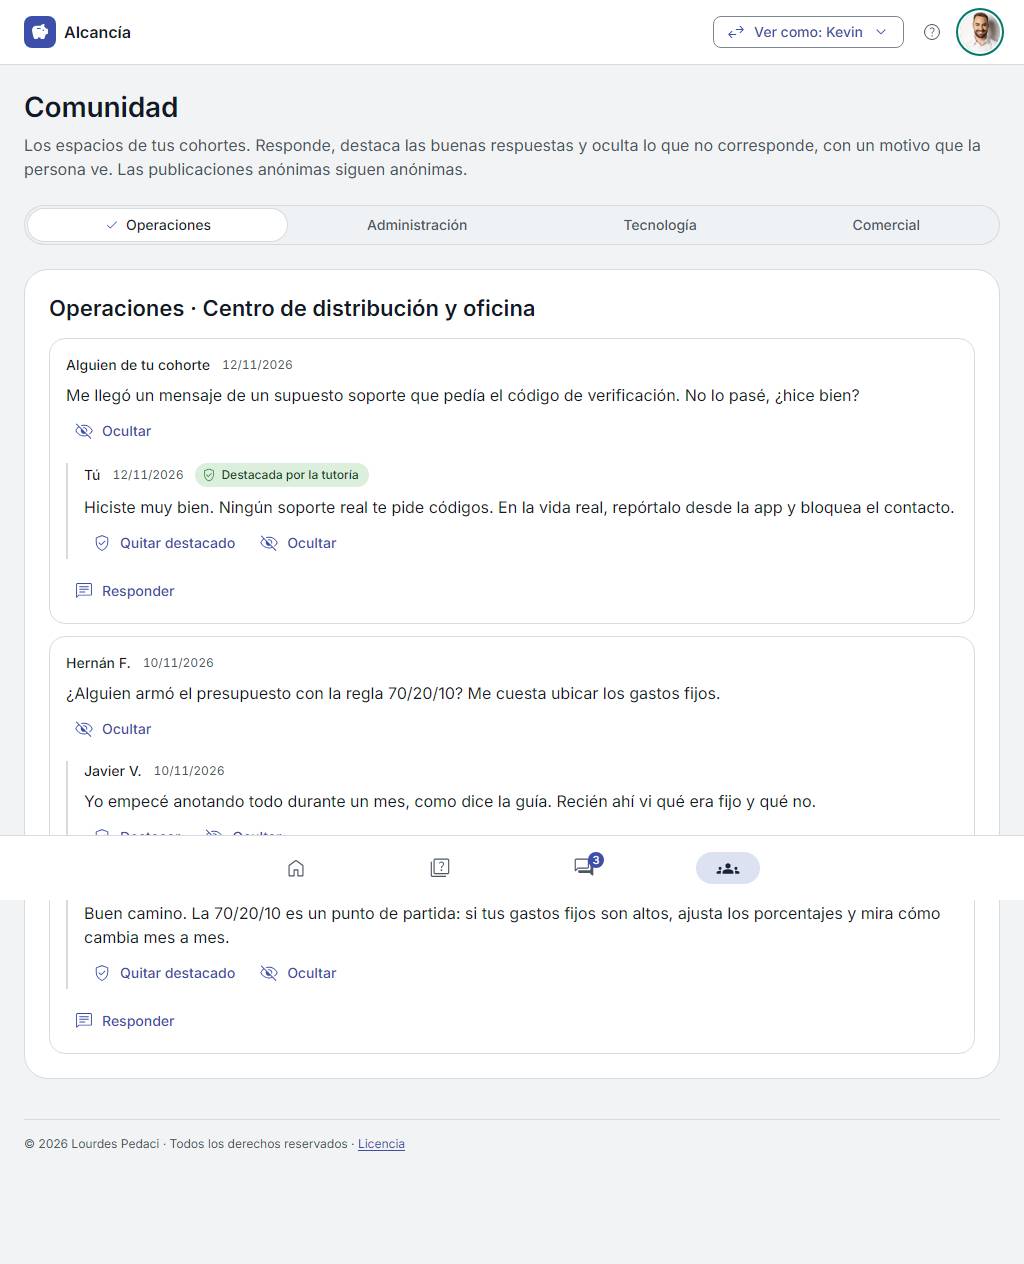 Alcancía
Ver como: Kevin
Comunidad
Los espacios de tus cohortes. Responde, destaca las buenas respuestas y oculta lo que no corresponde, con un motivo que la
persona ve. Las publicaciones anónimas siguen anónimas.
Operaciones
Administración
Tecnología
Comercial
Operaciones · Centro de distribución y oficina
Alguien de tu cohorte 12/11/2026
Me llegó un mensaje de un supuesto soporte que pedía el código de verificación. No lo pasé, ¿hice bien?
Ocultar
Tú 12/11/2026 Destacada por la tutoría
Hiciste muy bien. Ningún soporte real te pide códigos. En la vida real, repórtalo desde la app y bloquea el contacto.
Quitar destacado Ocultar
Responder
Hernán F. 10/11/2026
¿Alguien armó el presupuesto con la regla 70/20/10? Me cuesta ubicar los gastos fijos.
Ocultar
Javier V. 10/11/2026
Yo empecé anotando todo durante un mes, como dice la guía. Recién ahí vi qué era fijo y qué no.
Destacar Ocultar
3
Buen camino. La 70/20/10 es un punto de partida: si tus gastos fijos son altos, ajusta los porcentajes y mira cómo
cambia mes a mes.
Quitar destacado Ocultar
Responder
© 2026 Lourdes Pedaci · Todos los derechos reservados · Licencia